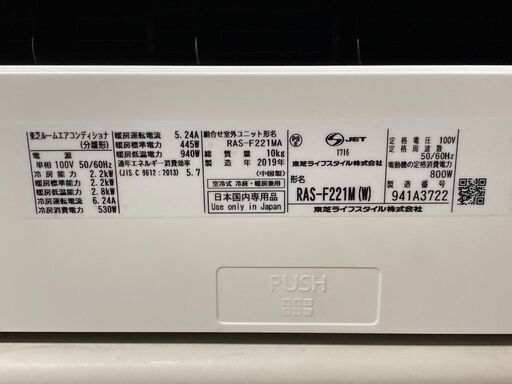 東芝ルームエアコンディショナ
(分離形)
電 源
単相 100V 50/60Hz
冷房標準能力 2.2kW
暖房標準能力 2.2kW
暖房低温能力 2.8kW
冷房運転電流 6.24A
冷房消費電力 530W
暖房運転電流 5.24A
暖房標準電力 445W
暖房低温電力 940W
通年エネルギー消費効率
(JIS C 9612:2013) 5.7
組合せ室外ユニット形名
RAS-F221MA
質量 10kg
製造年 2019年
(中国製)
空冷式 冷房・暖房兼用
日本国内専用品
Use only in Japan
PS
E
S JET
1716
東芝ライフスタイル株式会社
形名
RAS-F221M(W)
東芝ライフスタイル株式会社
定格電圧 100V
定格周波数
50/60Hz
電動機の定格消費電力
800W
製造番号
941A3722
PUSH